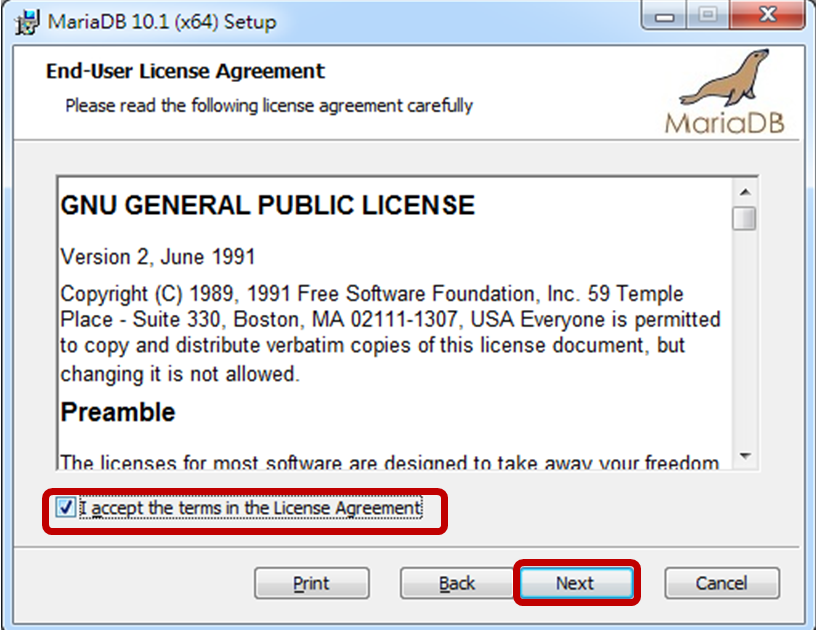 MariaDB 10.1 (x64) Setup
End-User License Agreement
Please read the following license agreement carefully
MariaDB
GNU GENERAL PUBLIC LICENSE
Version 2, June 1991
Copyright (C) 1989, 1991 Free Software Foundation, Inc. 59 Temple
Place - Suite 330, Boston, MA 02111-1307, USA Everyone is permitted
to copy and distribute verbatim copies of this license document, but
changing it is not allowed.
Preamble
The licenses for most software are designed to take away your freedom
I accept the terms in the License Agreement
Print Back Next Cancel